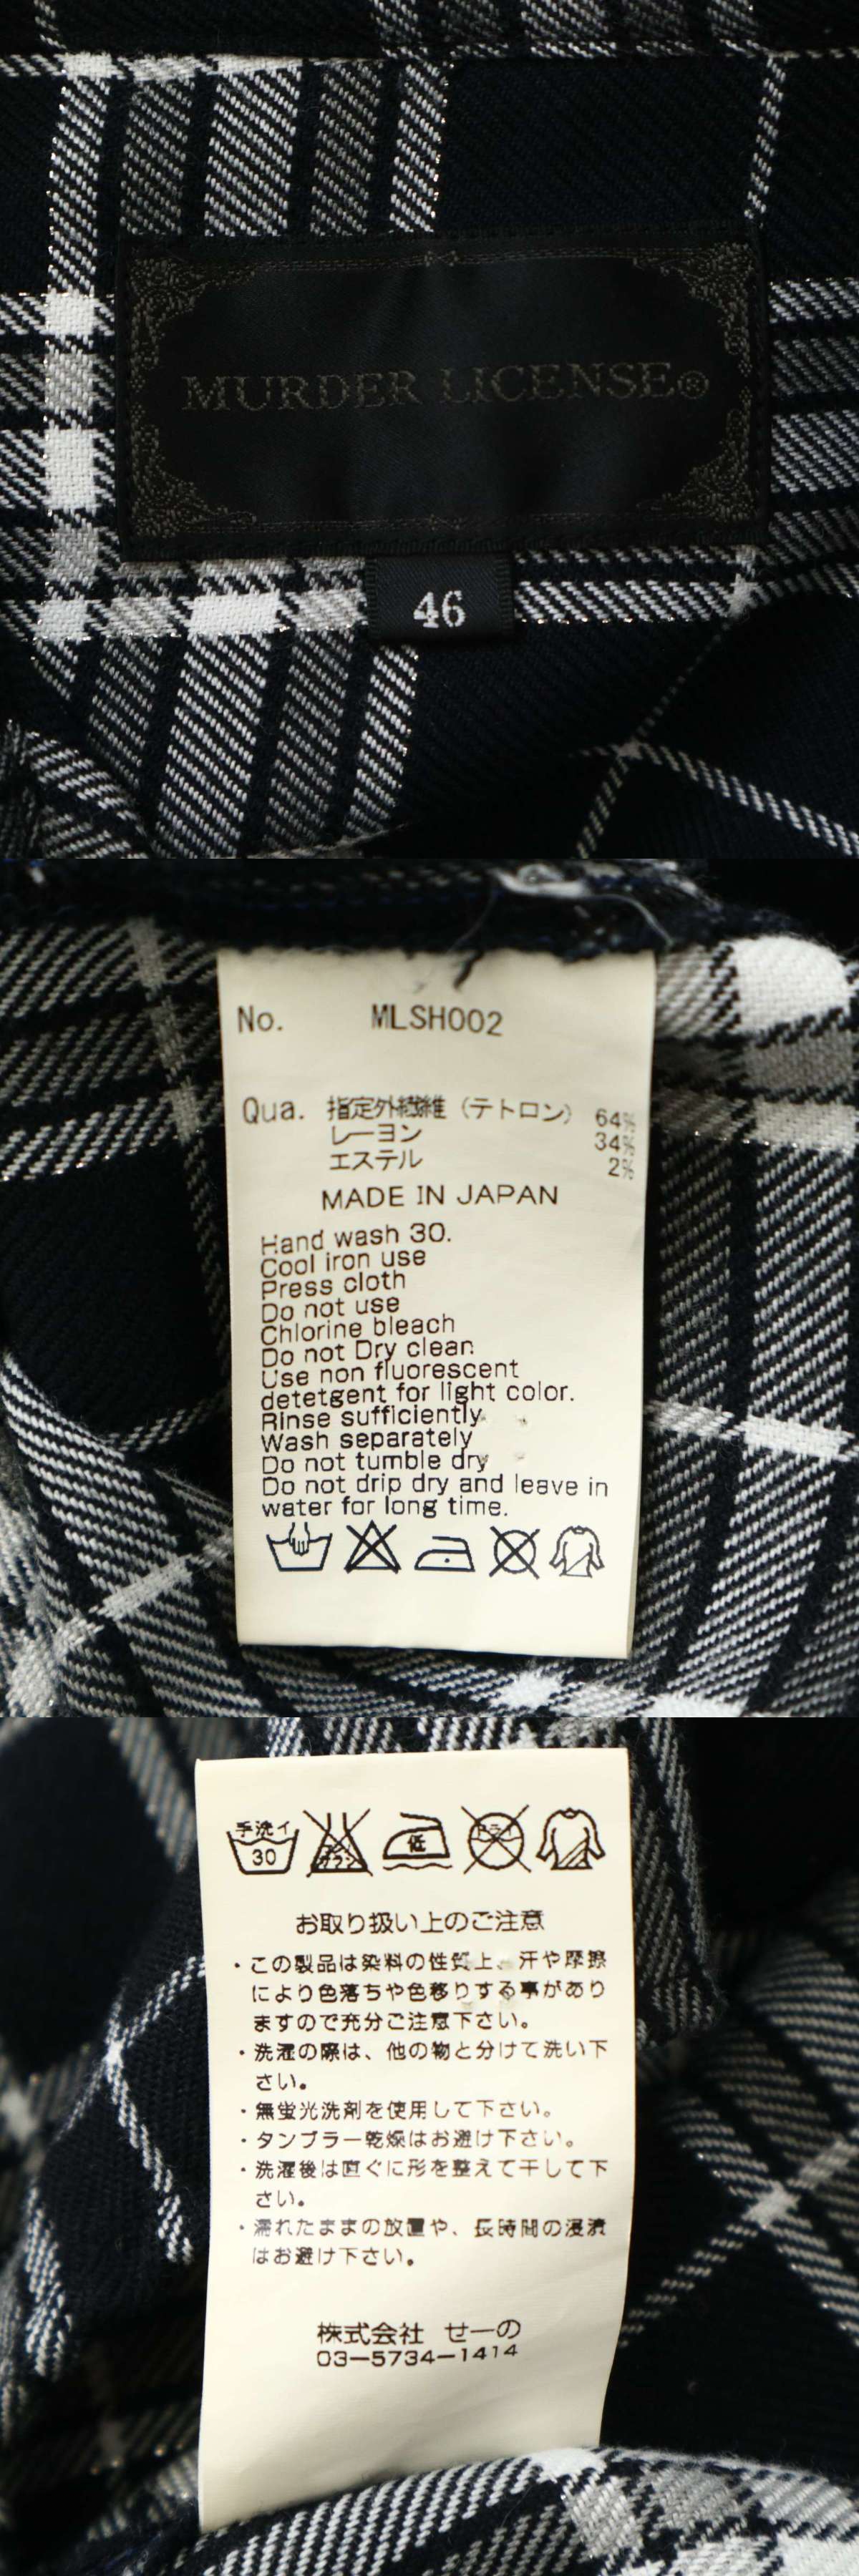 MURDER LICENSE®
46
No. MLSH002
Qua. 指定外繊維（テトロン） 64%
レーヨン 34%
エステル 2%
MADE IN JAPAN
Hand wash 30.
Cool iron use
Press cloth
Do not use
Chlorine bleach
Do not Dry clean
Use non fluorescent
detetgent for light color.
Rinse sufficiently
Wash separately
Do not tumble dry
Do not drip dry and leave in
water for long time.
手洗イ
30
低
お取り扱い上のご注意
・この製品は染料の性質上、汗や摩擦
により色落ちや色移りする事があり
ますので充分ご注意下さい。
・洗濯の際は、他の物と分けて洗い下
さい。
・無蛍光洗剤を使用して下さい。
・タンブラー乾燥はお避け下さい。
・洗濯後は直ぐに形を整えて干して下
さい。
・濡れたままの放置や、長時間の浸漬
はお避け下さい。
株式会社 せーの
03-5734-1414